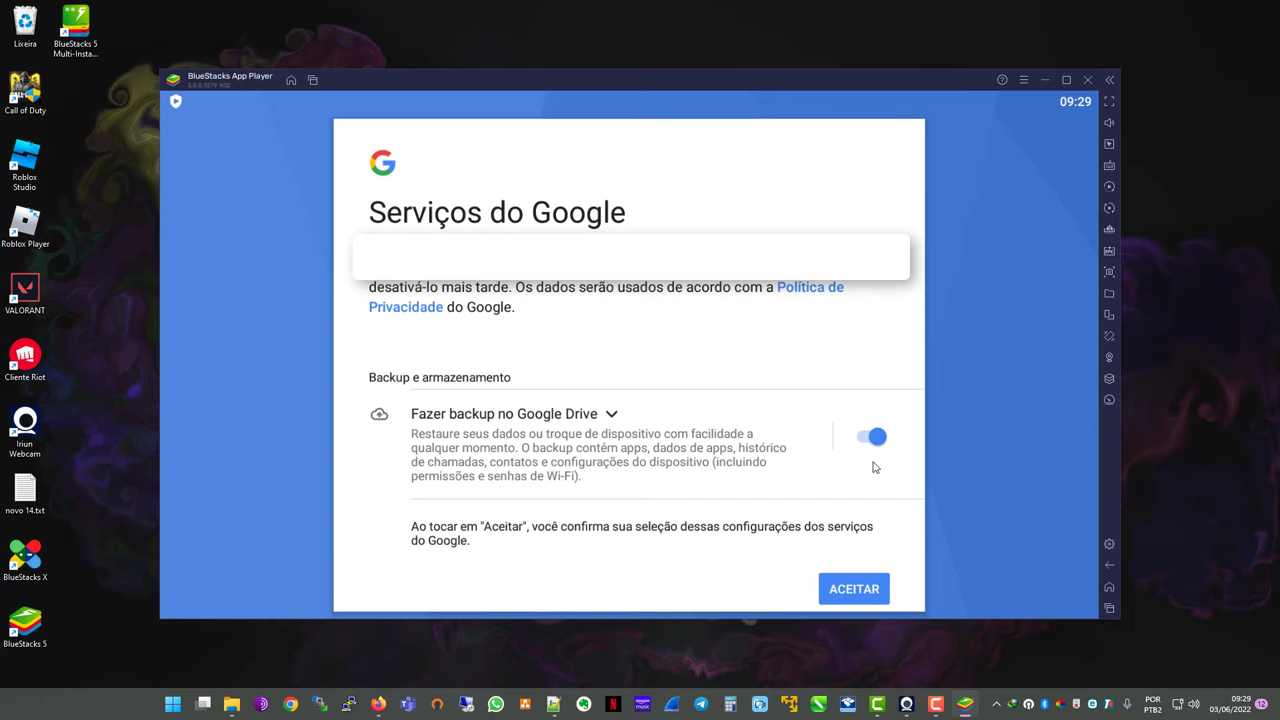 Lixeira
BlueStacks 5
Multi-Insta...
Call of Duty
Roblox
Studio
Roblox Player
VALORANT
Cliente Riot
Iriun
Webcam
novo 14.txt
BlueStacks X
BlueStacks 5
BlueStacks App Player
5.8.0.1079 N32
09:29
Serviços do Google
desativá-lo mais tarde. Os dados serão usados de acordo com a Política de
Privacidade do Google.
Backup e armazenamento
Fazer backup no Google Drive
Restaure seus dados ou troque de dispositivo com facilidade a
qualquer momento. O backup contém apps, dados de apps, histórico
de chamadas, contatos e configurações do dispositivo (incluindo
permissões e senhas de Wi-Fi).
Ao tocar em "Aceitar", você confirma sua seleção dessas configurações dos serviços
do Google.
ACEITAR
POR
PTB2
09:29
03/06/2022